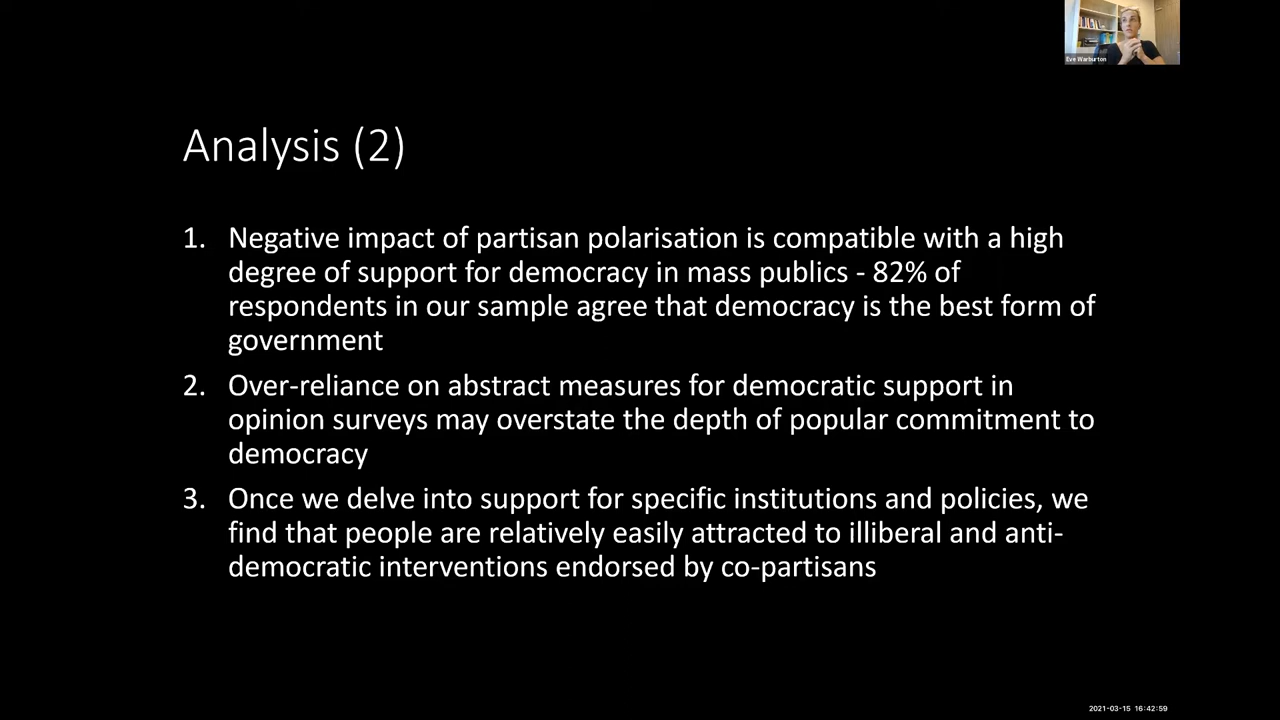 Eve Warburton
Analysis (2)
1. Negative impact of partisan polarisation is compatible with a high
degree of support for democracy in mass publics - 82% of
respondents in our sample agree that democracy is the best form of
government
2. Over-reliance on abstract measures for democratic support in
opinion surveys may overstate the depth of popular commitment to
democracy
3. Once we delve into support for specific institutions and policies, we
find that people are relatively easily attracted to illiberal and anti-
democratic interventions endorsed by co-partisans
2021-03-15 16:42:59